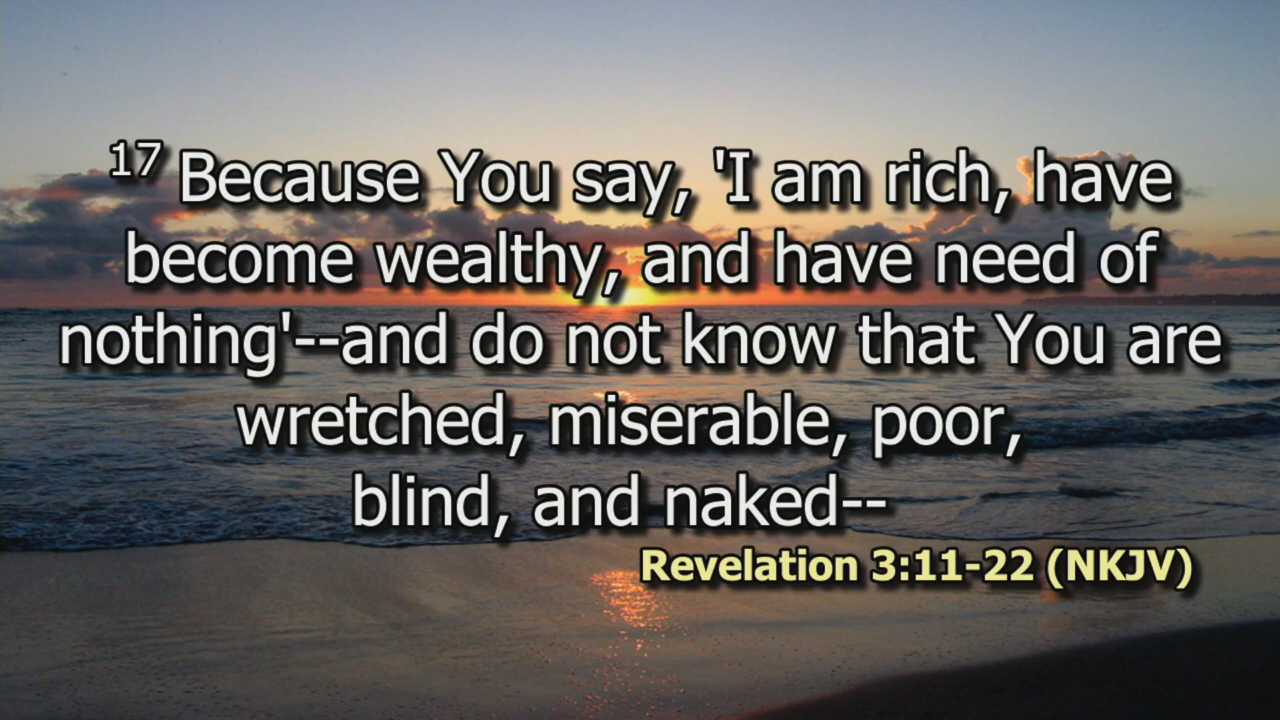 17 Because You say, 'I am rich, have
become wealthy, and have need of
nothing'--and do not know that You are
wretched, miserable, poor,
blind, and naked--
Revelation 3:11-22 (NKJV)